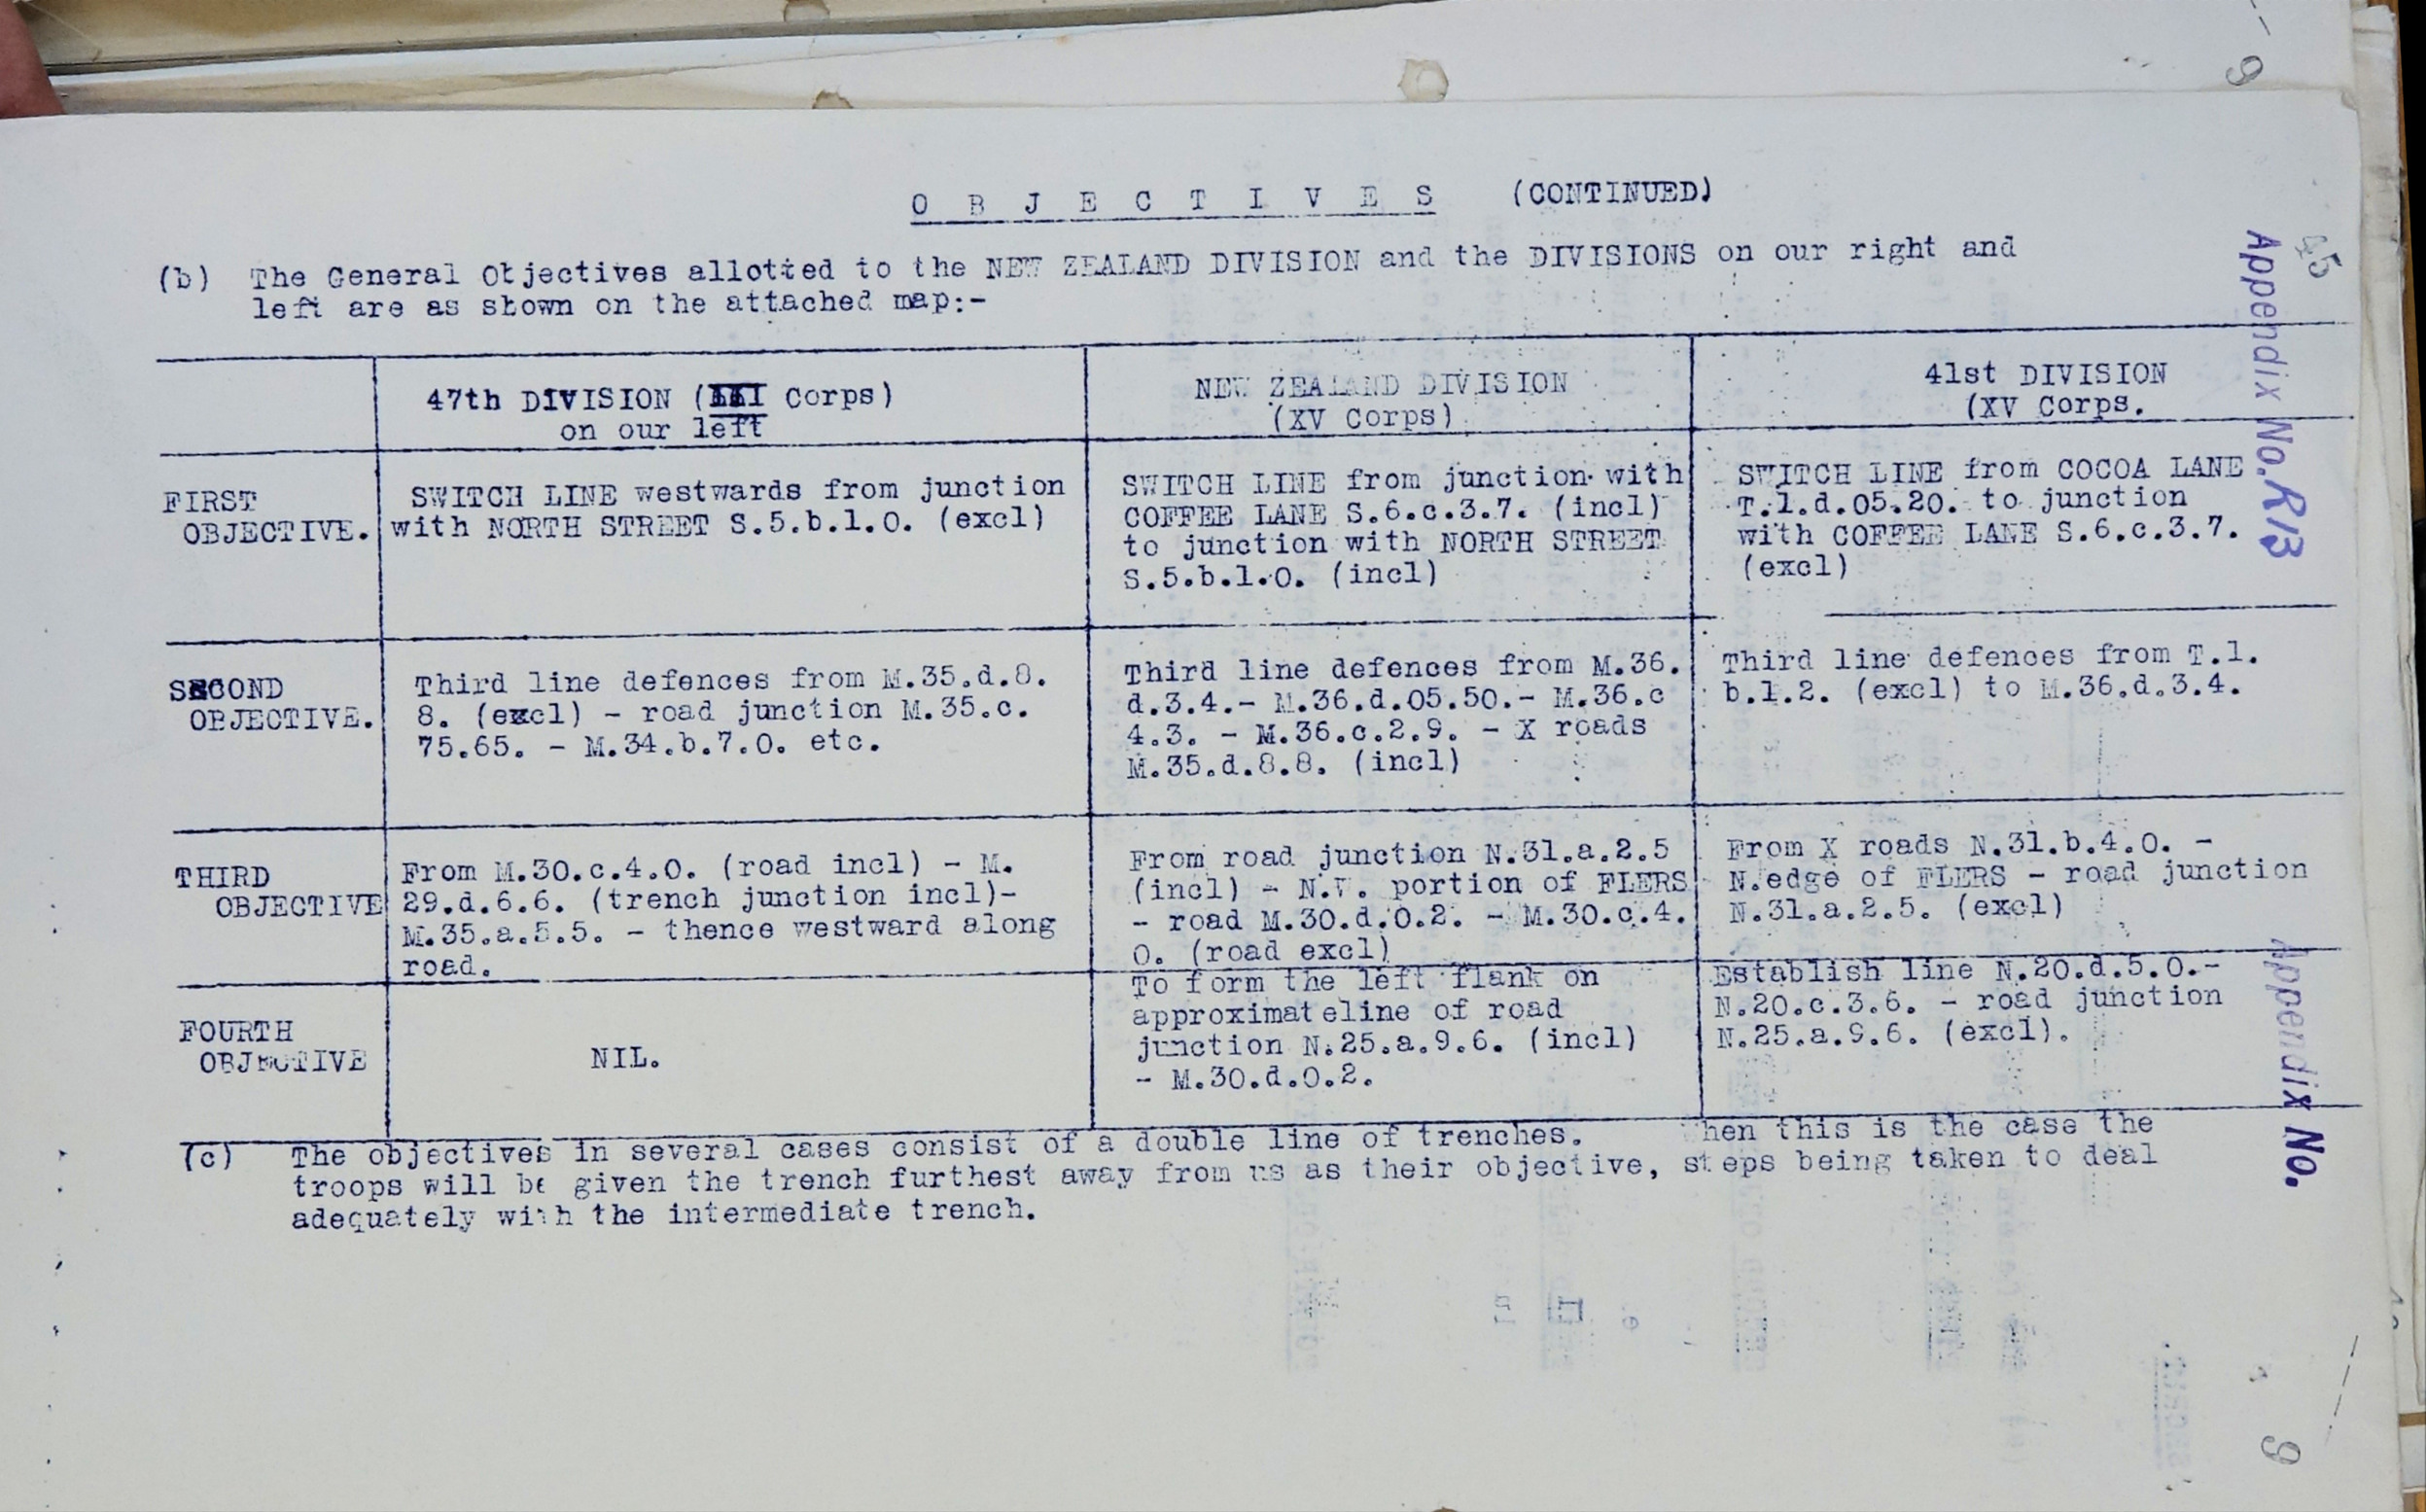 O B J E C T I V E S (CONTINUED)
(b) The General Objectives allotted to the NEW ZEALAND DIVISION and the DIVISIONS on our right and
left are as shown on the attached map:-
47th DIVISION (III Corps)
on our left
NEW ZEALAND DIVISION
(XV Corps)
41st DIVISION
(XV Corps.
FIRST
OBJECTIVE.
SWITCH LINE westwards from junction
with NORTH STREET S.5.b.1.0. (excl)
SWITCH LINE from junction with
COFFEE LANE S.6.c.3.7. (incl)
to junction with NORTH STREET
S.5.b.1.0. (incl)
SWITCH LINE from COCOA LANE
T.1.d.05.20. to junction
with COFFEE LANE S.6.c.3.7.
(excl)
SECOND
OBJECTIVE.
Third line defences from M.35.d.8.
8. (excl) - road junction M.35.c.
75.65. - M.34.b.7.0. etc.
Third line defences from M.36.
d.3.4.- M.36.d.05.50.- M.36.c
4.3. - M.36.c.2.9. - X roads
M.35.d.8.8. (incl)
Third line defences from T.1.
b.1.2. (excl) to M.36.d.3.4.
THIRD
OBJECTIVE
From M.30.c.4.0. (road incl) - M.
29.d.6.6. (trench junction incl)-
M.35.a.5.5. - thence westward along
road.
From road junction N.31.a.2.5
(incl) - N.W. portion of FLERS
- road M.30.d.0.2. - M.30.c.4.
0. (road excl)
From X roads N.31.b.4.0. -
N.edge of FLERS - road junction
N.31.a.2.5. (excl)
FOURTH
OBJECTIVE
NIL.
To form the left flank on
approximateline of road
junction N.25.a.9.6. (incl)
- M.30.d.0.2.
Establish line N.20.d.5.0.-
N.20.c.3.6. - road junction
N.25.a.9.6. (excl).
(c) The objectives in several cases consist of a double line of trenches. When this is the case the
troops will be given the trench furthest away from us as their objective, steps being taken to deal
adequately with the intermediate trench.
45
Appendix No. R13
Appendix No.
9
9